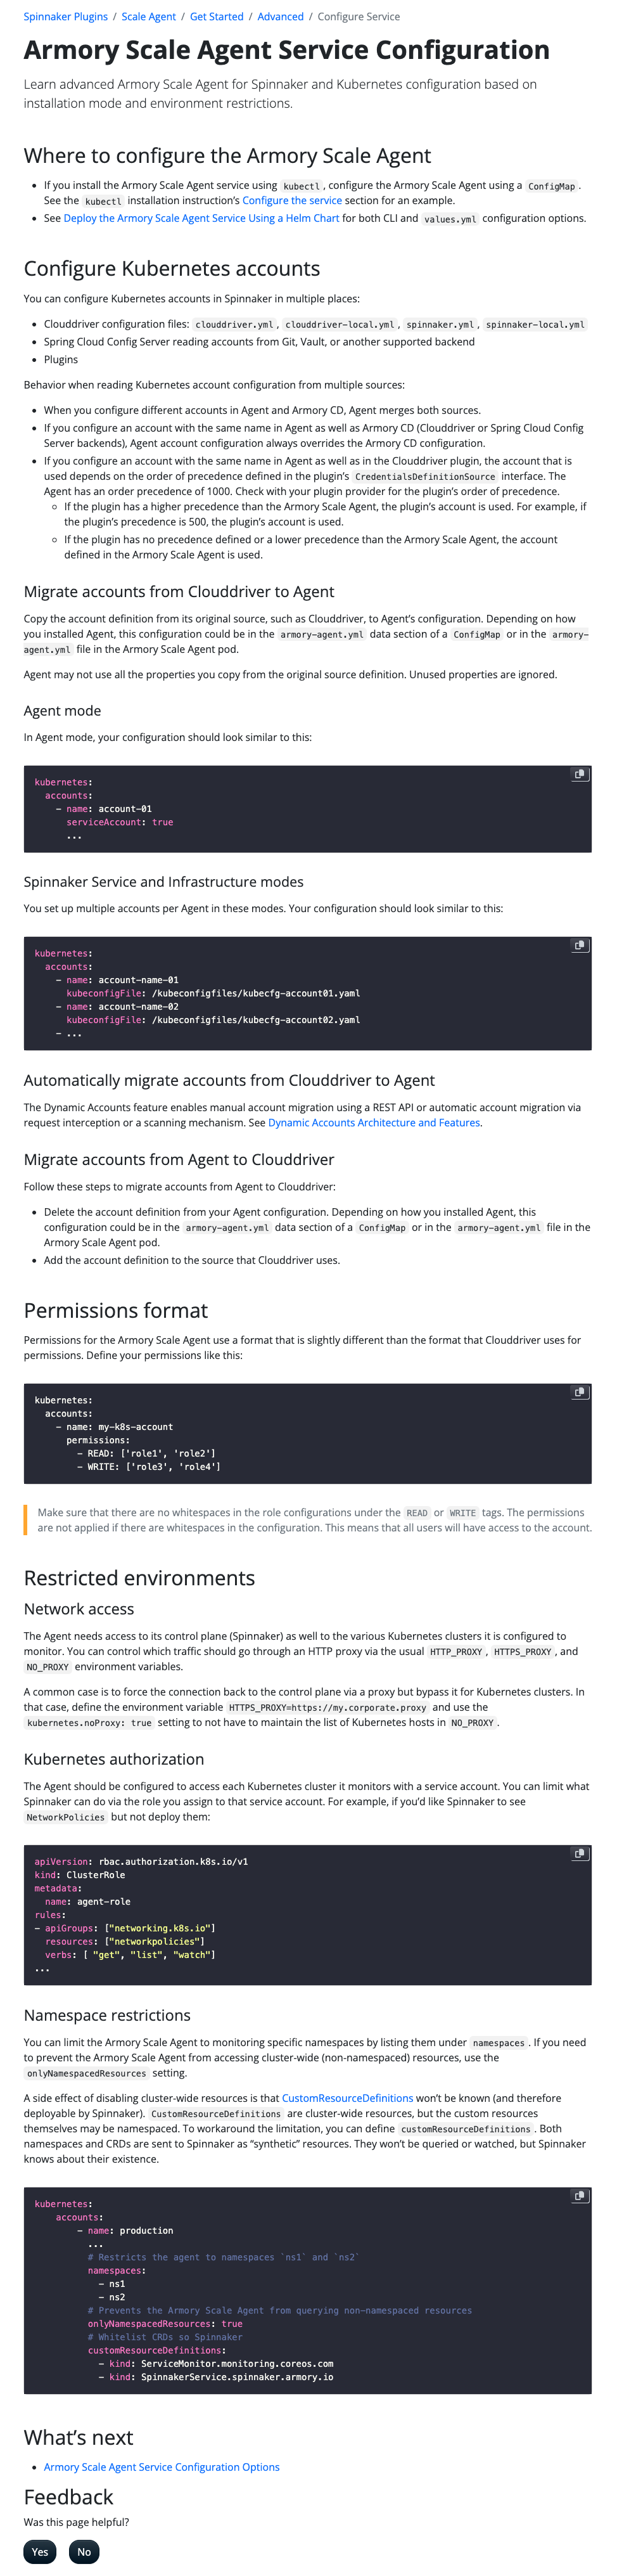 Spinnaker Plugins / Scale Agent / Get Started / Advanced / Configure Service
Armory Scale Agent Service Configuration
Learn advanced Armory Scale Agent for Spinnaker and Kubernetes configuration based on
installation mode and environment restrictions.
Where to configure the Armory Scale Agent
• If you install the Armory Scale Agent service using kubectl, configure the Armory Scale Agent using a ConfigMap.
See the kubectl installation instruction’s Configure the service section for an example.
• See Deploy the Armory Scale Agent Service Using a Helm Chart for both CLI and values.yml configuration options.
Configure Kubernetes accounts
You can configure Kubernetes accounts in Spinnaker in multiple places:
• Clouddriver configuration files: clouddriver.yml, clouddriver-local.yml, spinnaker.yml, spinnaker-local.yml
• Spring Cloud Config Server reading accounts from Git, Vault, or another supported backend
• Plugins
Behavior when reading Kubernetes account configuration from multiple sources:
• When you configure different accounts in Agent and Armory CD, Agent merges both sources.
• If you configure an account with the same name in Agent as well as Armory CD (Clouddriver or Spring Cloud Config
Server backends), Agent account configuration always overrides the Armory CD configuration.
• If you configure an account with the same name in Agent as well as in the Clouddriver plugin, the account that is
used depends on the order of precedence defined in the plugin’s CredentialsDefinitionSource interface. The
Agent has an order precedence of 1000. Check with your plugin provider for the plugin’s order of precedence.
◦ If the plugin has a higher precedence than the Armory Scale Agent, the plugin’s account is used. For example, if
the plugin’s precedence is 500, the plugin’s account is used.
◦ If the plugin has no precedence defined or a lower precedence than the Armory Scale Agent, the account
defined in the Armory Scale Agent is used.
Migrate accounts from Clouddriver to Agent
Copy the account definition from its original source, such as Clouddriver, to Agent’s configuration. Depending on how
you installed Agent, this configuration could be in the armory-agent.yml data section of a ConfigMap or in the armory-
agent.yml file in the Armory Scale Agent pod.
Agent may not use all the properties you copy from the original source definition. Unused properties are ignored.
Agent mode
In Agent mode, your configuration should look similar to this:
kubernetes:
  accounts:
    - name: account-01
      serviceAccount: true
      ...
Spinnaker Service and Infrastructure modes
You set up multiple accounts per Agent in these modes. Your configuration should look similar to this:
kubernetes:
  accounts:
    - name: account-name-01
      kubeconfigFile: /kubeconfigfiles/kubecfg-account01.yaml
    - name: account-name-02
      kubeconfigFile: /kubeconfigfiles/kubecfg-account02.yaml
    - ...
Automatically migrate accounts from Clouddriver to Agent
The Dynamic Accounts feature enables manual account migration using a REST API or automatic account migration via
request interception or a scanning mechanism. See Dynamic Accounts Architecture and Features.
Migrate accounts from Agent to Clouddriver
Follow these steps to migrate accounts from Agent to Clouddriver:
• Delete the account definition from your Agent configuration. Depending on how you installed Agent, this
configuration could be in the armory-agent.yml data section of a ConfigMap or in the armory-agent.yml file in the
Armory Scale Agent pod.
• Add the account definition to the source that Clouddriver uses.
Permissions format
Permissions for the Armory Scale Agent use a format that is slightly different than the format that Clouddriver uses for
permissions. Define your permissions like this:
kubernetes:
  accounts:
    - name: my-k8s-account
      permissions:
        - READ: ['role1', 'role2']
        - WRITE: ['role3', 'role4']
Make sure that there are no whitespaces in the role configurations under the READ or WRITE tags. The permissions
are not applied if there are whitespaces in the configuration. This means that all users will have access to the account.
Restricted environments
Network access
The Agent needs access to its control plane (Spinnaker) as well to the various Kubernetes clusters it is configured to
monitor. You can control which traffic should go through an HTTP proxy via the usual HTTP_PROXY, HTTPS_PROXY, and
NO_PROXY environment variables.
A common case is to force the connection back to the control plane via a proxy but bypass it for Kubernetes clusters. In
that case, define the environment variable HTTPS_PROXY=https://my.corporate.proxy and use the
kubernetes.noProxy: true setting to not have to maintain the list of Kubernetes hosts in NO_PROXY.
Kubernetes authorization
The Agent should be configured to access each Kubernetes cluster it monitors with a service account. You can limit what
Spinnaker can do via the role you assign to that service account. For example, if you’d like Spinnaker to see
NetworkPolicies but not deploy them:
apiVersion: rbac.authorization.k8s.io/v1
kind: ClusterRole
metadata:
  name: agent-role
rules:
- apiGroups: ["networking.k8s.io"]
  resources: ["networkpolicies"]
  verbs: [ "get", "list", "watch"]
...
Namespace restrictions
You can limit the Armory Scale Agent to monitoring specific namespaces by listing them under namespaces. If you need
to prevent the Armory Scale Agent from accessing cluster-wide (non-namespaced) resources, use the
onlyNamespacedResources setting.
A side effect of disabling cluster-wide resources is that CustomResourceDefinitions won’t be known (and therefore
deployable by Spinnaker). CustomResourceDefinitions are cluster-wide resources, but the custom resources
themselves may be namespaced. To workaround the limitation, you can define customResourceDefinitions. Both
namespaces and CRDs are sent to Spinnaker as “synthetic” resources. They won’t be queried or watched, but Spinnaker
knows about their existence.
kubernetes:
    accounts:
        - name: production
          ...
          # Restricts the agent to namespaces `ns1` and `ns2`
          namespaces:
            - ns1
            - ns2
          # Prevents the Armory Scale Agent from querying non-namespaced resources
          onlyNamespacedResources: true
          # Whitelist CRDs so Spinnaker
          customResourceDefinitions:
            - kind: ServiceMonitor.monitoring.coreos.com
            - kind: SpinnakerService.spinnaker.armory.io
What’s next
• Armory Scale Agent Service Configuration Options
Feedback
Was this page helpful?
Yes No